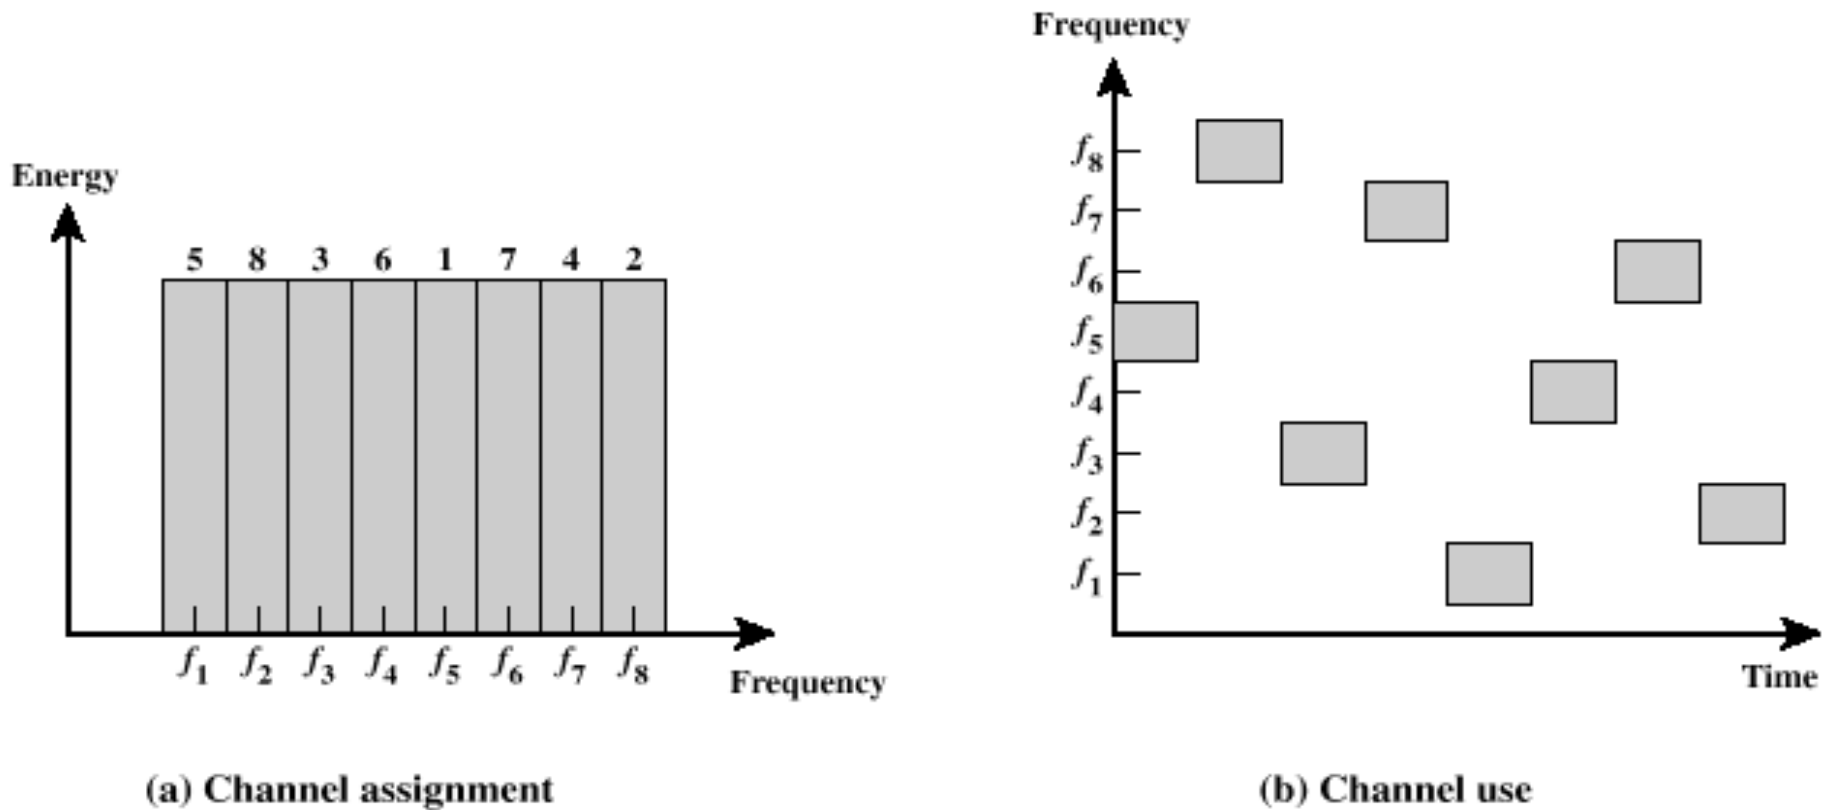 Energy
5 8 3 6 1 7 4 2
f1 f2 f3 f4 f5 f6 f7 f8
Frequency
(a) Channel assignment
Frequency
f8
f7
f6
f5
f4
f3
f2
f1
Time
(b) Channel use